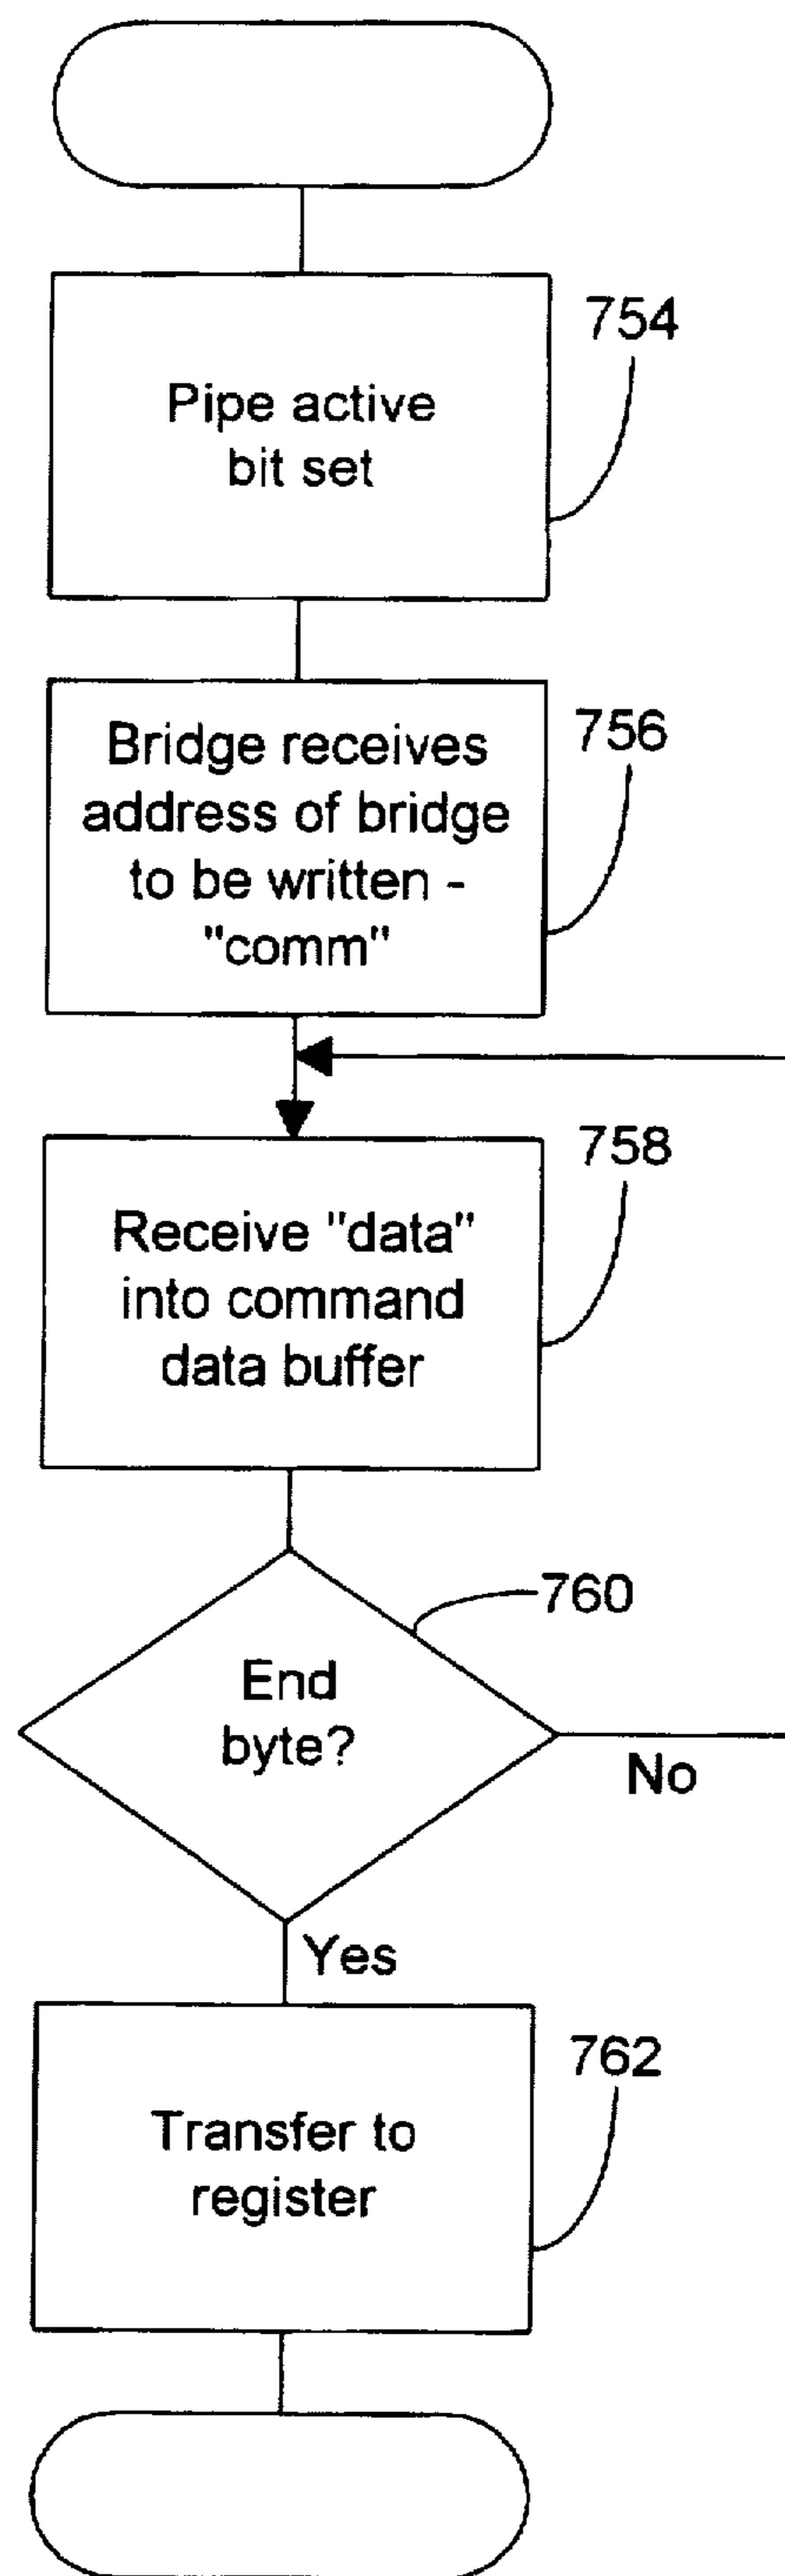 754
Pipe active
bit set
756
Bridge receives
address of bridge
to be written -
"comm"
758
Receive "data"
into command
data buffer
760
End
byte?
No
Yes
762
Transfer to
register